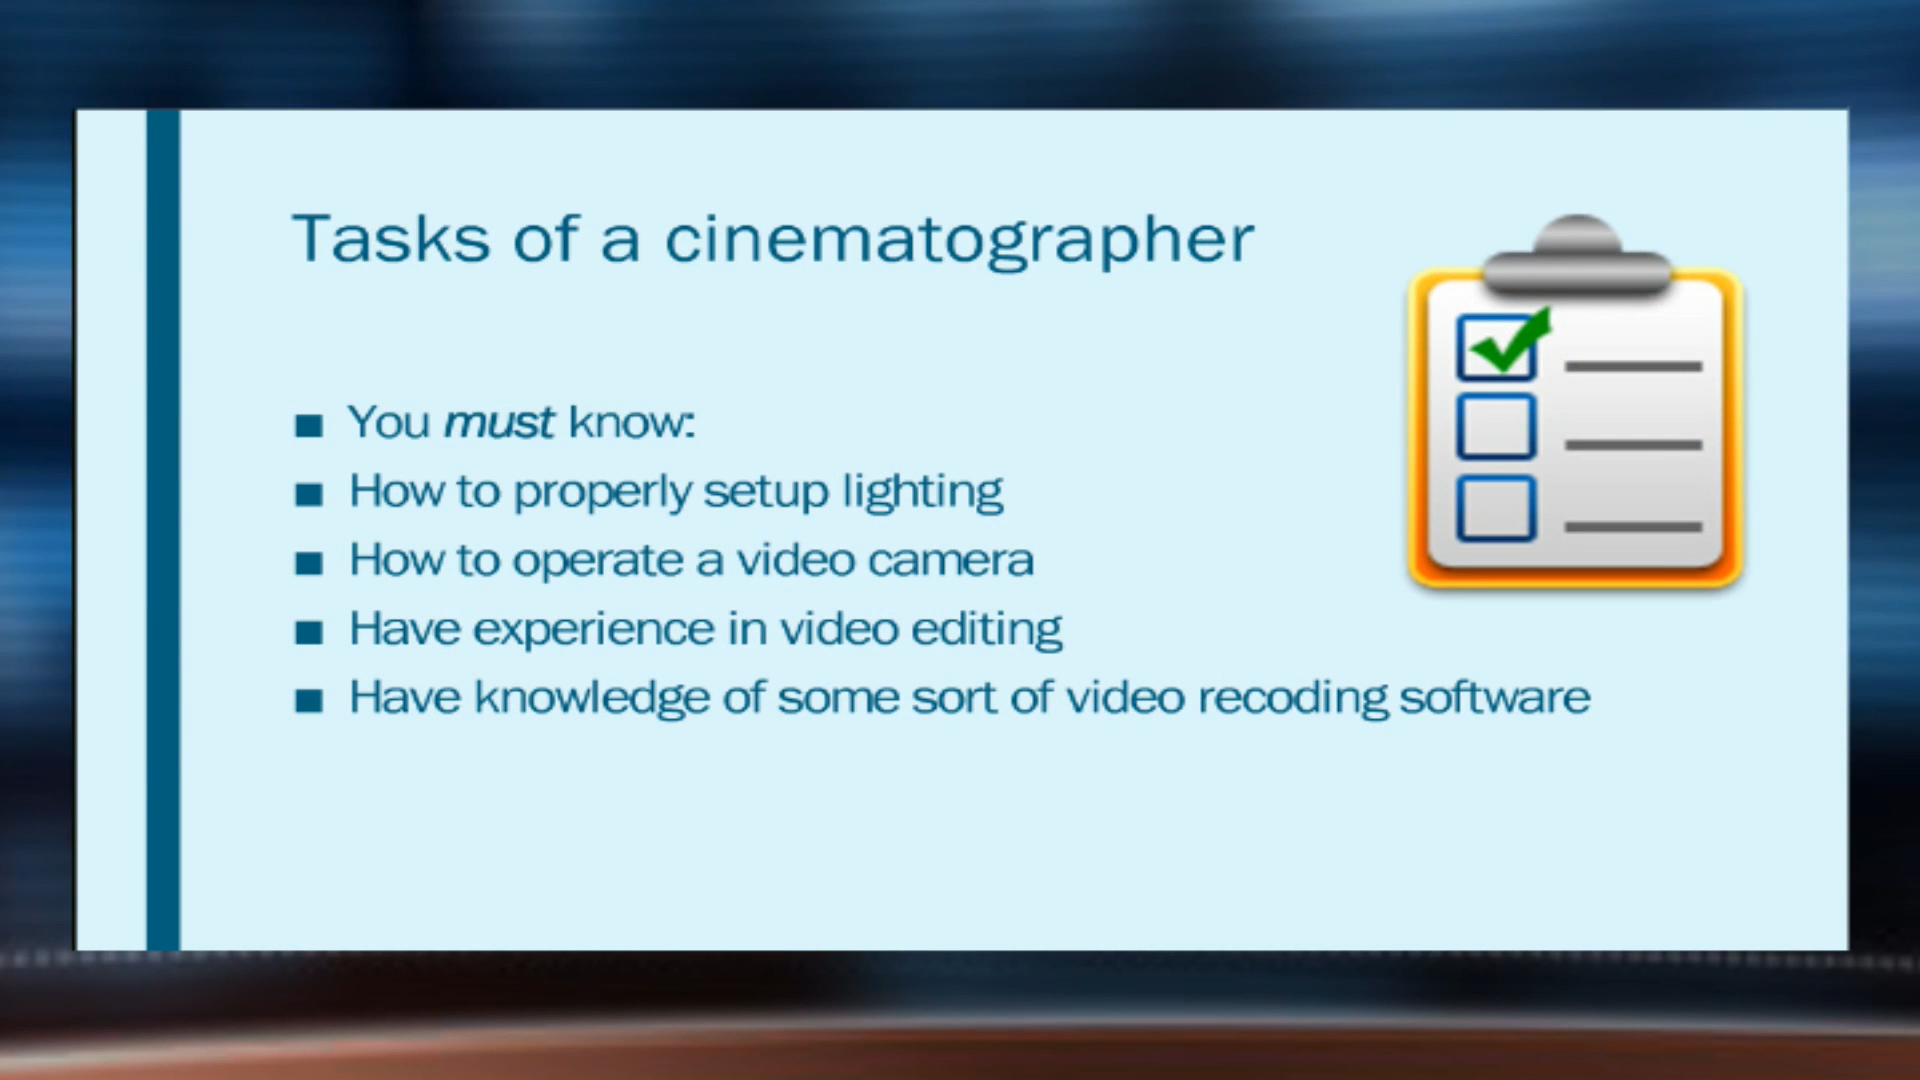 Tasks of a cinematographer
You must know:
How to properly setup lighting
How to operate a video camera
Have experience in video editing
Have knowledge of some sort of video recoding software